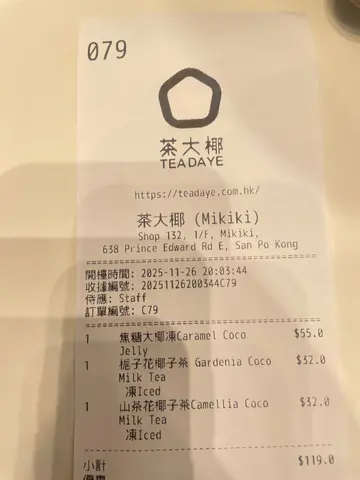 079
茶大椰
TEADAYE
https://teadaye.com.hk/
茶大椰 (Mikiki)
Shop 132, 1/F, Mikiki,
638 Prince Edward Rd E, San Po Kong
開檯時間: 2025-11-26 20:03:44
收據編號: 20251126200344C79
侍應: Staff
訂單編號: C79
1 焦糖大椰凍Caramel Coco $55.0
Jelly
1 梔子花椰子茶 Gardenia Coco $32.0
Milk Tea
凍Iced
1 山茶花椰子茶Camellia Coco $32.0
Milk Tea
凍Iced
小計 $119.0